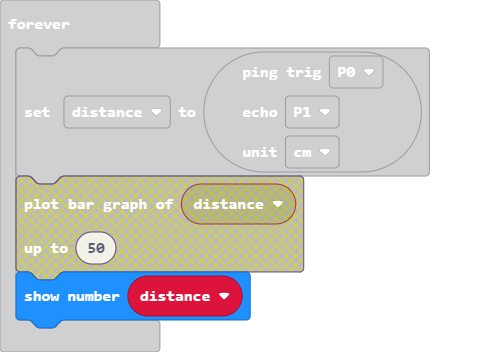 forever
ping trig P0
set distance to echo P1
unit cm
plot bar graph of distance
up to 50
show number distance